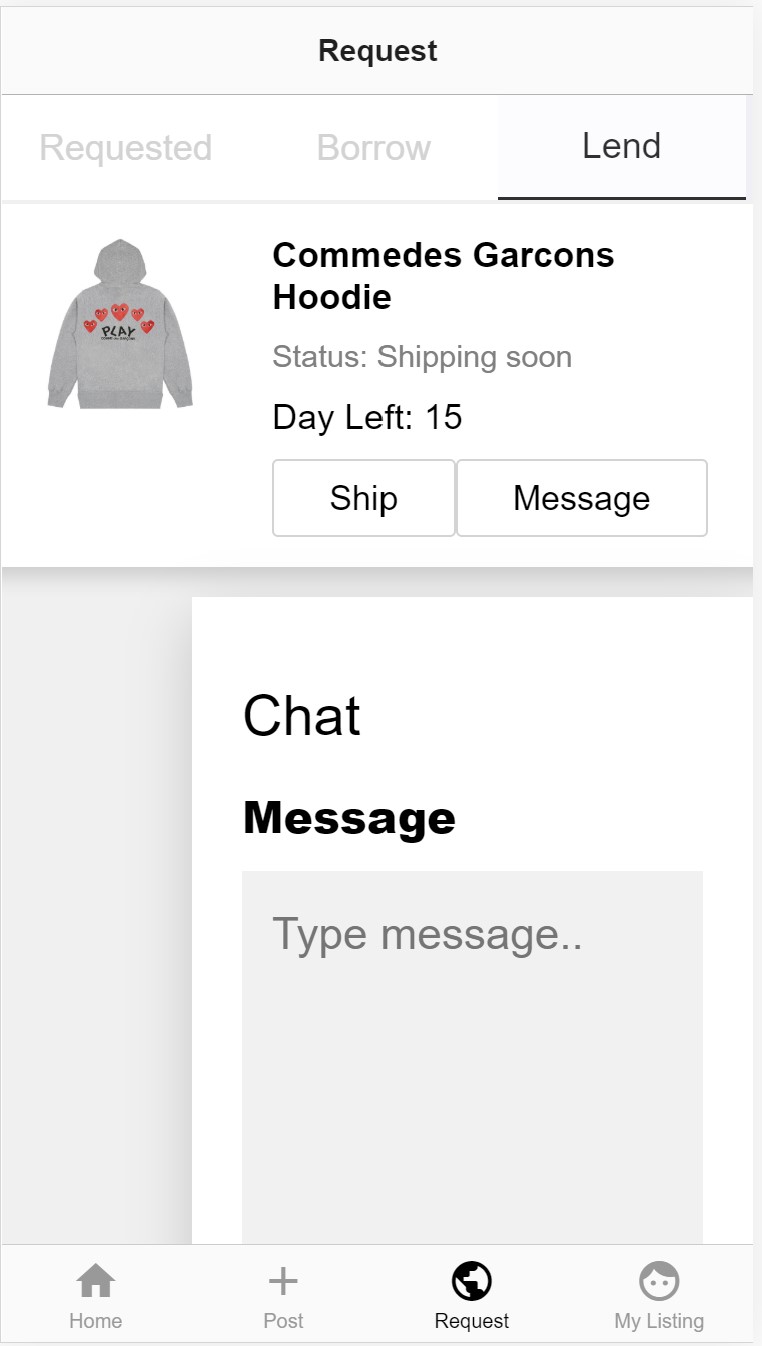 Request
Requested
Borrow
Lend
Commedes Garcons
Hoodie
Status: Shipping soon
PLAY
Day Left: 15
Ship
Message
Chat
Message
Type message..
Home
Post
Request
My Listing